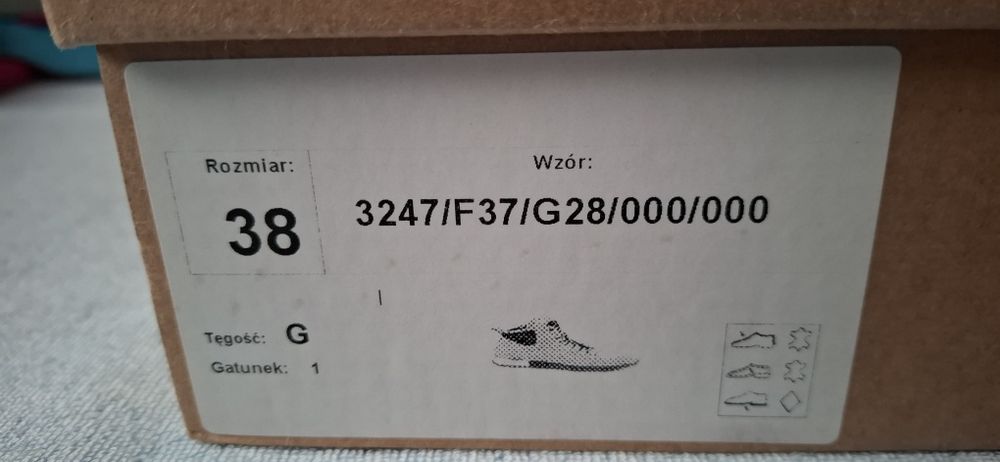 Rozmiar:
38
Wzór:
3247/F37/G28/000/000
Tęgość: G
Gatunek: 1